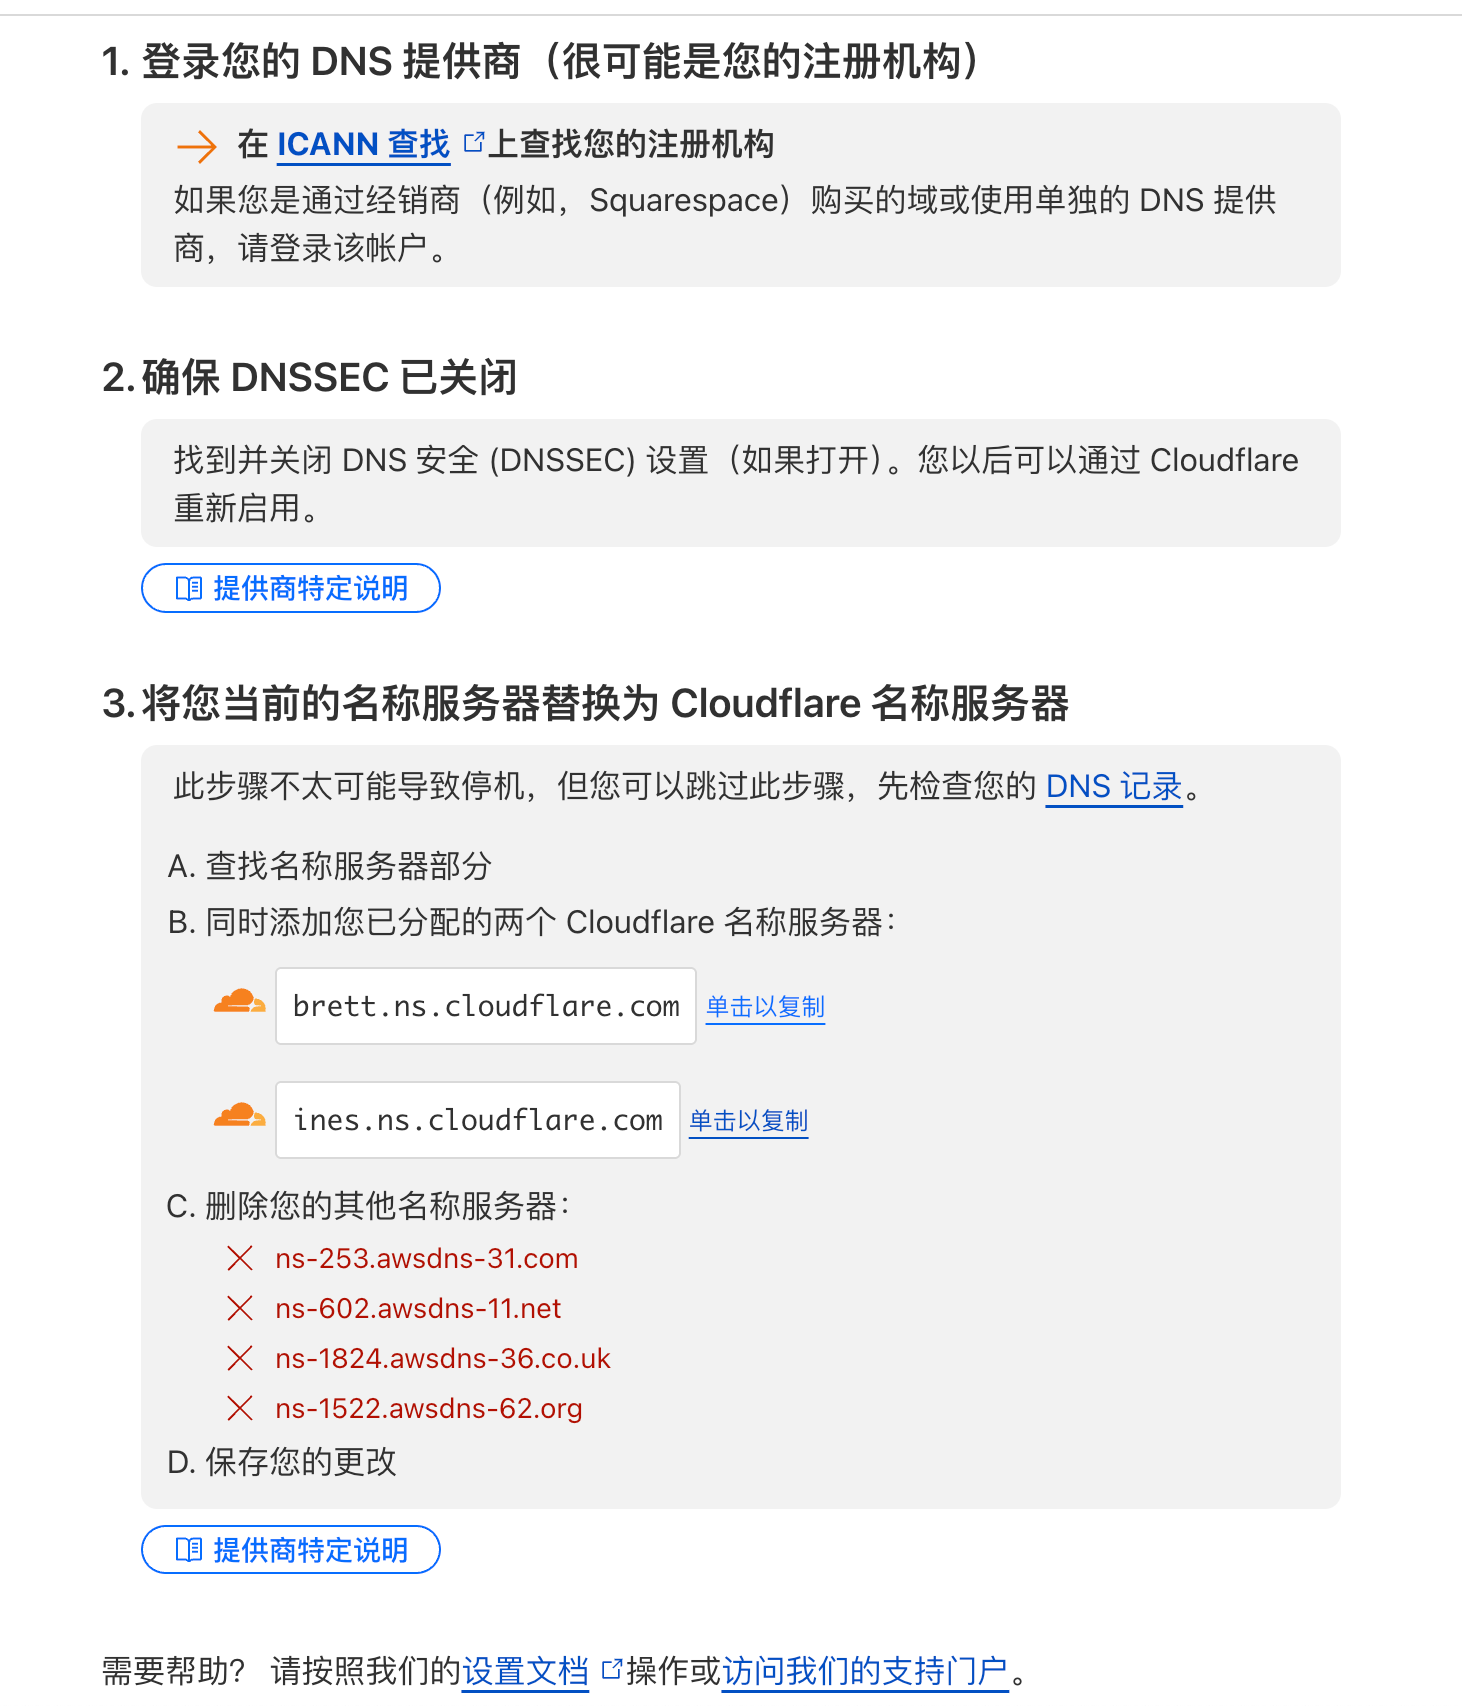 1. 登录您的 DNS 提供商（很可能是您的注册机构）
在 ICANN 查找 上查找您的注册机构
如果您是通过经销商（例如，Squarespace）购买的域或使用单独的 DNS 提供
商，请登录该帐户。
2. 确保 DNSSEC 已关闭
找到并关闭 DNS 安全 (DNSSEC) 设置（如果打开）。您以后可以通过 Cloudflare
重新启用。
提供商特定说明
3. 将您当前的名称服务器替换为 Cloudflare 名称服务器
此步骤不太可能导致停机，但您可以跳过此步骤，先检查您的 DNS 记录。
A. 查找名称服务器部分
B. 同时添加您已分配的两个 Cloudflare 名称服务器：
brett.ns.cloudflare.com 单击以复制
ines.ns.cloudflare.com 单击以复制
C. 删除您的其他名称服务器：
ns-253.awsdns-31.com
ns-602.awsdns-11.net
ns-1824.awsdns-36.co.uk
ns-1522.awsdns-62.org
D. 保存您的更改
提供商特定说明
需要帮助？ 请按照我们的设置文档 操作或访问我们的支持门户。